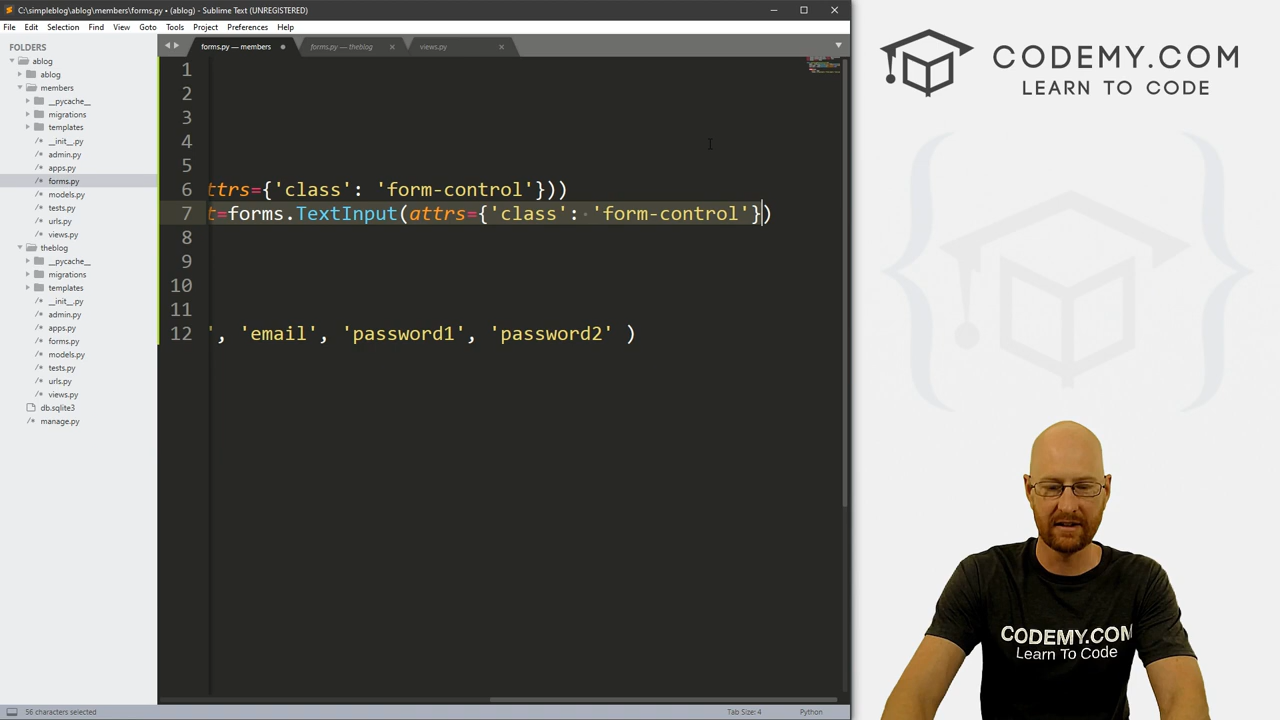 C:\simpleblog\ablog\members\forms.py • (ablog) - Sublime Text (UNREGISTERED)
File Edit Selection Find View Goto Tools Project Preferences Help
FOLDERS
ablog
ablog
members
__pycache__
migrations
templates
__init__.py
admin.py
apps.py
forms.py
models.py
tests.py
urls.py
views.py
theblog
__pycache__
migrations
templates
__init__.py
admin.py
apps.py
forms.py
models.py
tests.py
urls.py
views.py
db.sqlite3
manage.py
forms.py — members
forms.py — theblog
views.py
1
2
3
4
5
6 ttrs={'class': 'form-control'}))
7 t=forms.TextInput(attrs={'class': 'form-control'})
8
9
10
11
12 ', 'email', 'password1', 'password2' )
56 characters selected
Tab Size: 4
Python
CODEMY.COM
LEARN TO CODE
CODEMY.COM
Learn To Code